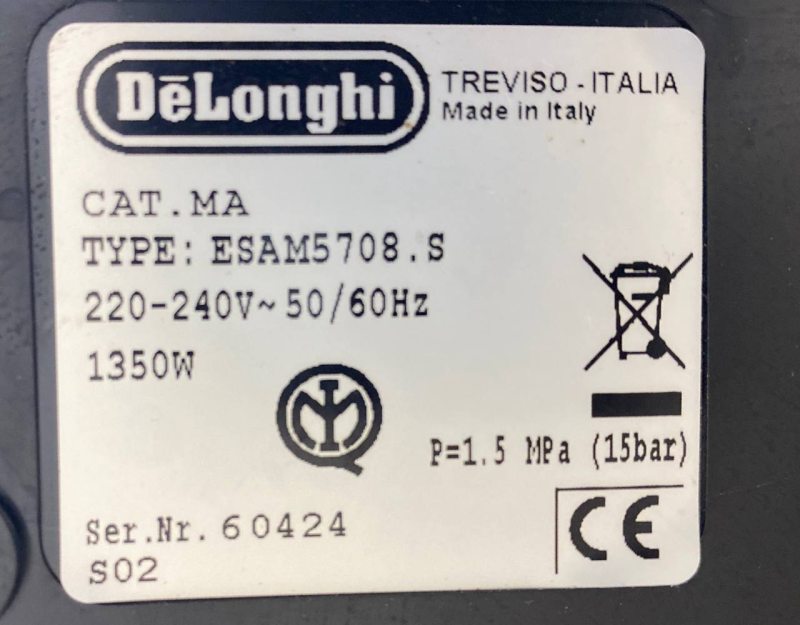 DeLonghi
TREVISO - ITALIA
Made in Italy
CAT.MA
TYPE: ESAM5708.S
220-240V~ 50/60Hz
1350W
P=1.5 MPa (15bar)
Ser.Nr. 60424
S02
CE